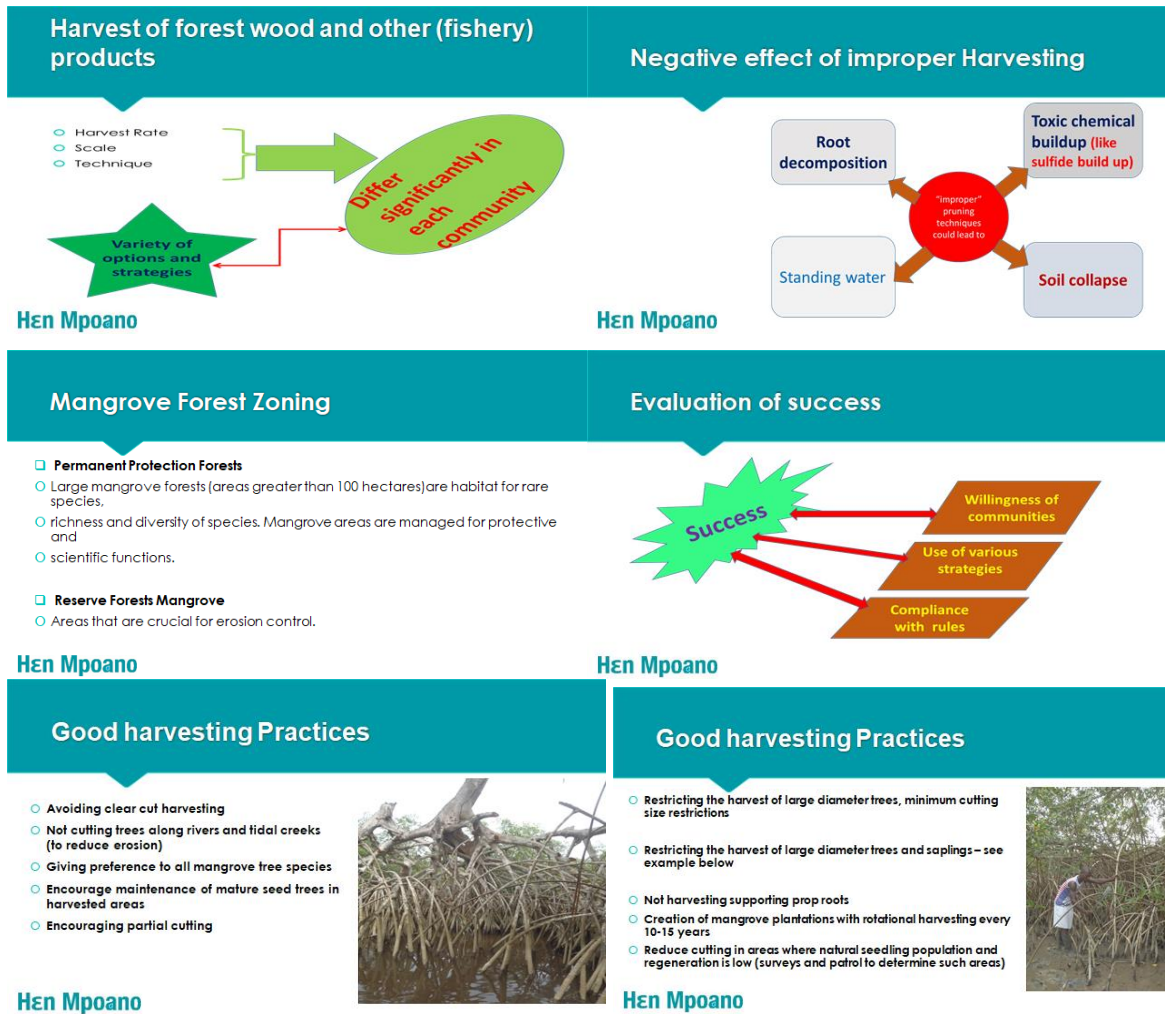 Harvest of forest wood and other (fishery)
products
Harvest Rate
Scale
Technique
Differ
significantly in
each
community
Variety of
options and
strategies
Hɛn Mpoano
Negative effect of improper Harvesting
Root
decomposition
Toxic chemical
buildup (like
sulfide build up)
"improper"
pruning
techniques
could lead to
Standing water
Soil collapse
Hɛn Mpoano
Mangrove Forest Zoning
Permanent Protection Forests
Large mangrove forests (areas greater than 100 hectares)are habitat for rare
species,
richness and diversity of species. Mangrove areas are managed for protective
and
scientific functions.
Reserve Forests Mangrove
Areas that are crucial for erosion control.
Hɛn Mpoano
Evaluation of success
Success
Willingness of
communities
Use of various
strategies
Compliance
with rules
Hɛn Mpoano
Good harvesting Practices
Avoiding clear cut harvesting
Not cutting trees along rivers and tidal creeks
(to reduce erosion)
Giving preference to all mangrove tree species
Encourage maintenance of mature seed trees in
harvested areas
Encouraging partial cutting
Hɛn Mpoano
Good harvesting Practices
Restricting the harvest of large diameter trees, minimum cutting
size restrictions
Restricting the harvest of large diameter trees and saplings – see
example below
Not harvesting supporting prop roots
Creation of mangrove plantations with rotational harvesting every
10-15 years
Reduce cutting in areas where natural seedling population and
regeneration is low (surveys and patrol to determine such areas)
Hɛn Mpoano